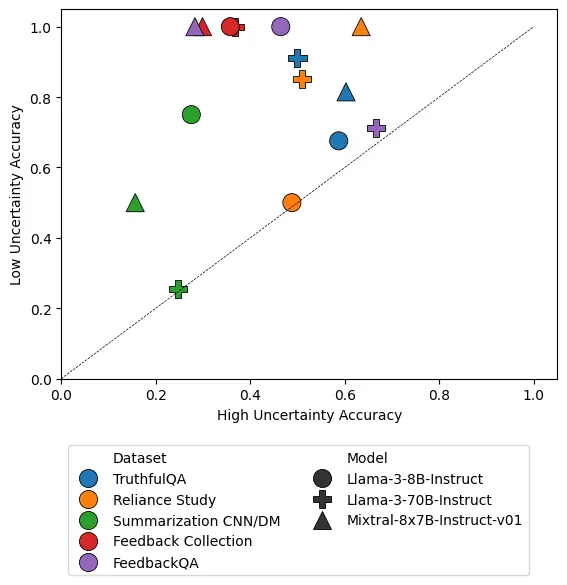 Low Uncertainty Accuracy
1.0
0.8
0.6
0.4
0.2
0.0
0.0 0.2 0.4 0.6 0.8 1.0
High Uncertainty Accuracy
Dataset
TruthfulQA
Reliance Study
Summarization CNN/DM
Feedback Collection
FeedbackQA
Model
Llama-3-8B-Instruct
Llama-3-70B-Instruct
Mixtral-8x7B-Instruct-v01